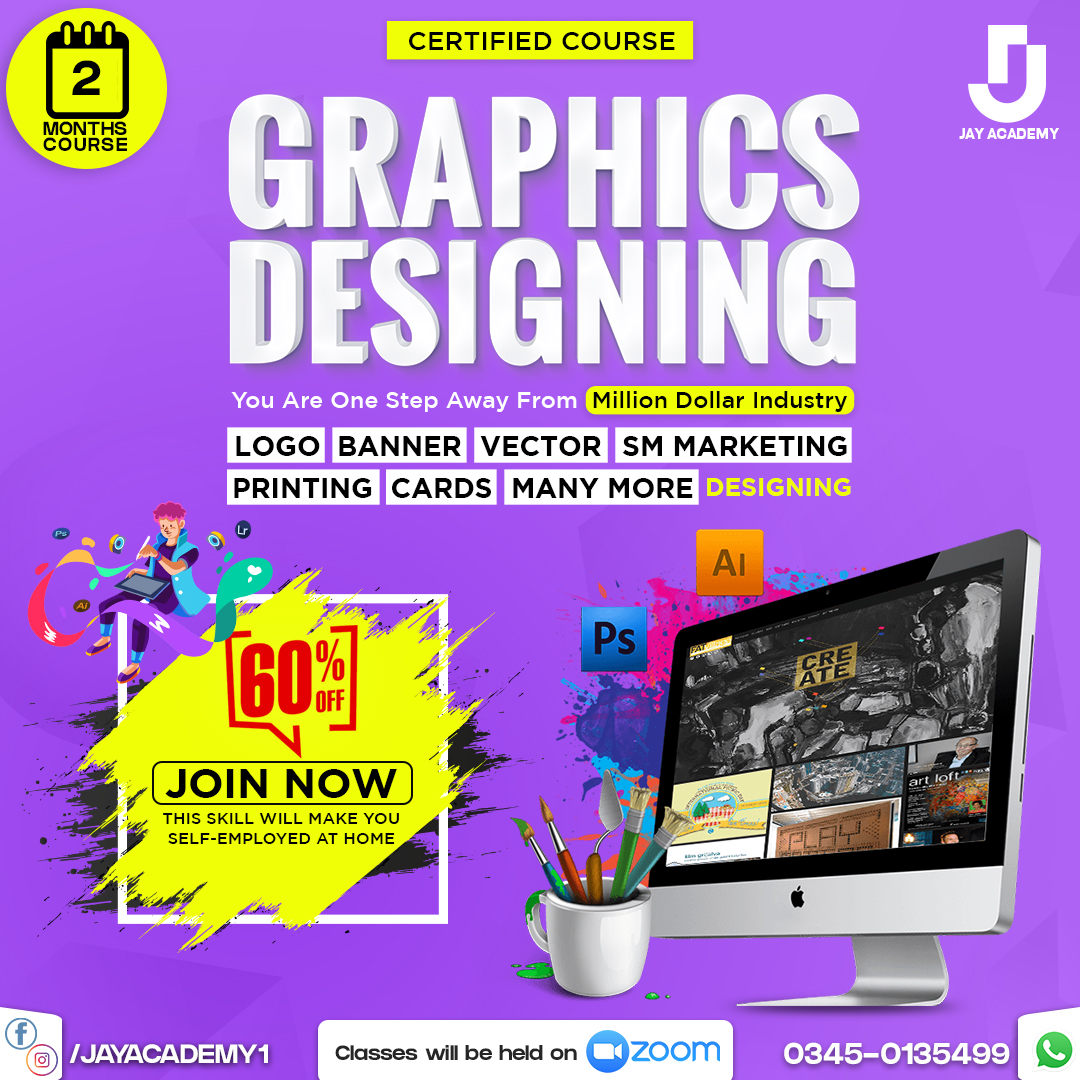 2
MONTHS
COURSE
CERTIFIED COURSE
JAY ACADEMY
GRAPHICS
DESIGNING
You Are One Step Away From Million Dollar Industry
LOGO BANNER VECTOR SM MARKETING
PRINTING CARDS MANY MORE DESIGNING
Ps
Lr
Ai
60% OFF
JOIN NOW
THIS SKILL WILL MAKE YOU
SELF-EMPLOYED AT HOME
Ai
Ps
CRE
ATE
art loft
/JAYACADEMY1
Classes will be held on zoom
0345-0135499